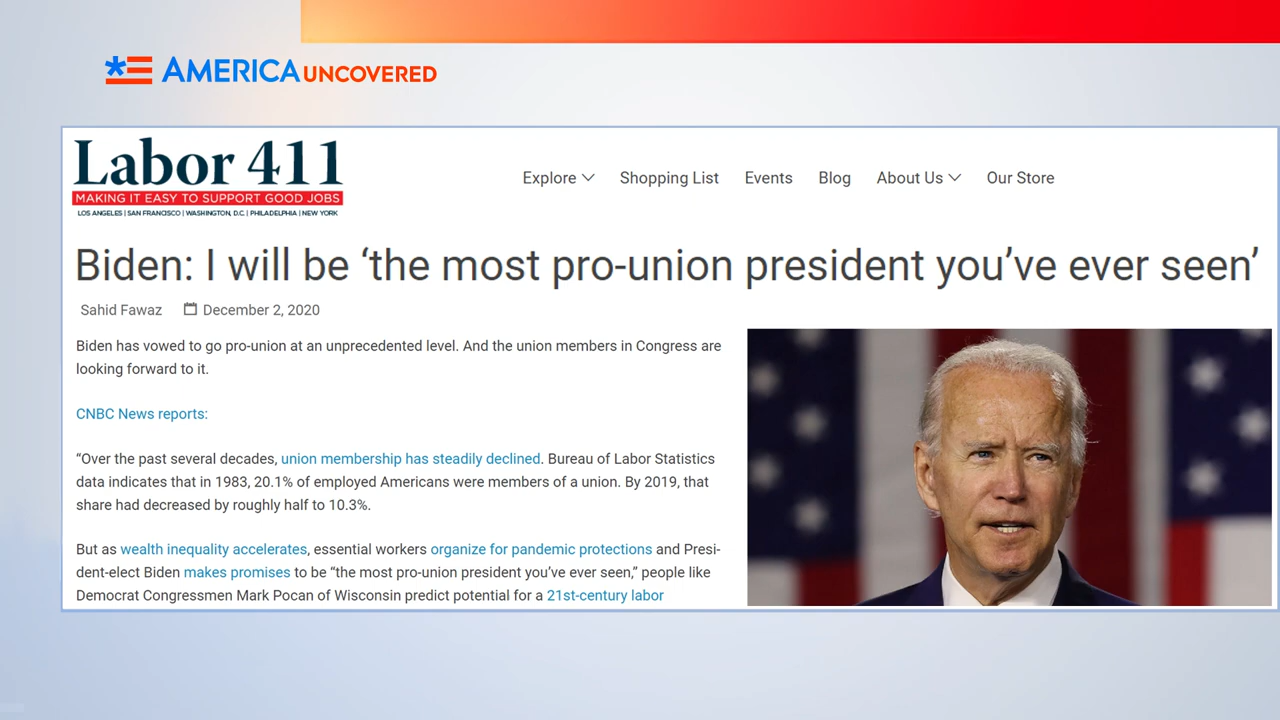 AMERICA UNCOVERED
Labor 411
MAKING IT EASY TO SUPPORT GOOD JOBS
LOS ANGELES | SAN FRANCISCO | WASHINGTON, D.C. | PHILADELPHIA | NEW YORK
Explore Shopping List Events Blog About Us Our Store
Biden: I will be ‘the most pro-union president you’ve ever seen’
Sahid Fawaz December 2, 2020
Biden has vowed to go pro-union at an unprecedented level. And the union members in Congress are
looking forward to it.
CNBC News reports:
“Over the past several decades, union membership has steadily declined. Bureau of Labor Statistics
data indicates that in 1983, 20.1% of employed Americans were members of a union. By 2019, that
share had decreased by roughly half to 10.3%.
But as wealth inequality accelerates, essential workers organize for pandemic protections and Presi-
dent-elect Biden makes promises to be “the most pro-union president you’ve ever seen,” people like
Democrat Congressmen Mark Pocan of Wisconsin predict potential for a 21st-century labor